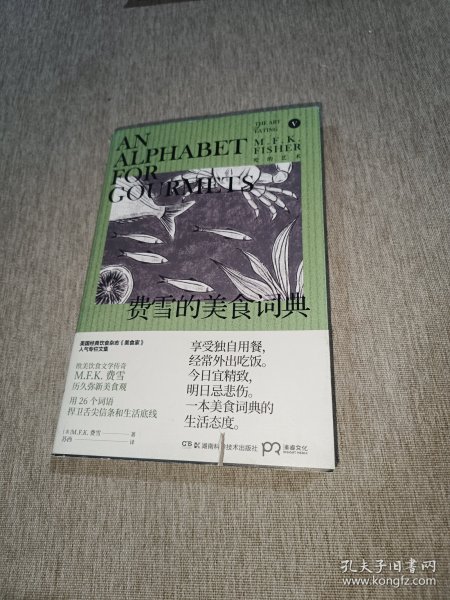 AN
ALPHABET
FOR
GOURMETS
THE ART
EATING
V
M.F.K.
FISHER
吃的艺术
费雪的美食词典
美国经典饮食杂志《美食家》
人气专栏文集
欧美饮食文学传奇
M.F.K. 费雪
历久弥新美食观
用 26 个词语
捍卫舌尖信条和生活底线
[美]M.F.K. 费雪 著
苏西 译
享受独自用餐,
经常外出吃饭。
今日宜精致,
明日忌悲伤。
一本美食词典的
生活态度。
湖南科学技术出版社
浦睿文化
INSIGHT MEDIA
孔夫子旧书网
www.kongfz.com